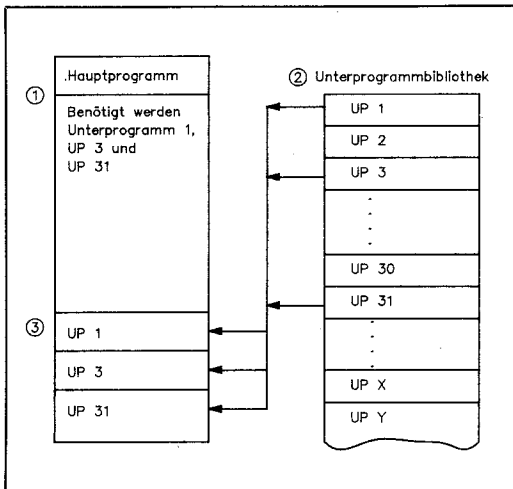 .Hauptprogramm
①
Benötigt werden
Unterprogramm 1,
UP 3 und
UP 31
③
UP 1
UP 3
UP 31
② Unterprogrammbibliothek
UP 1
UP 2
UP 3
UP 30
UP 31
UP X
UP Y